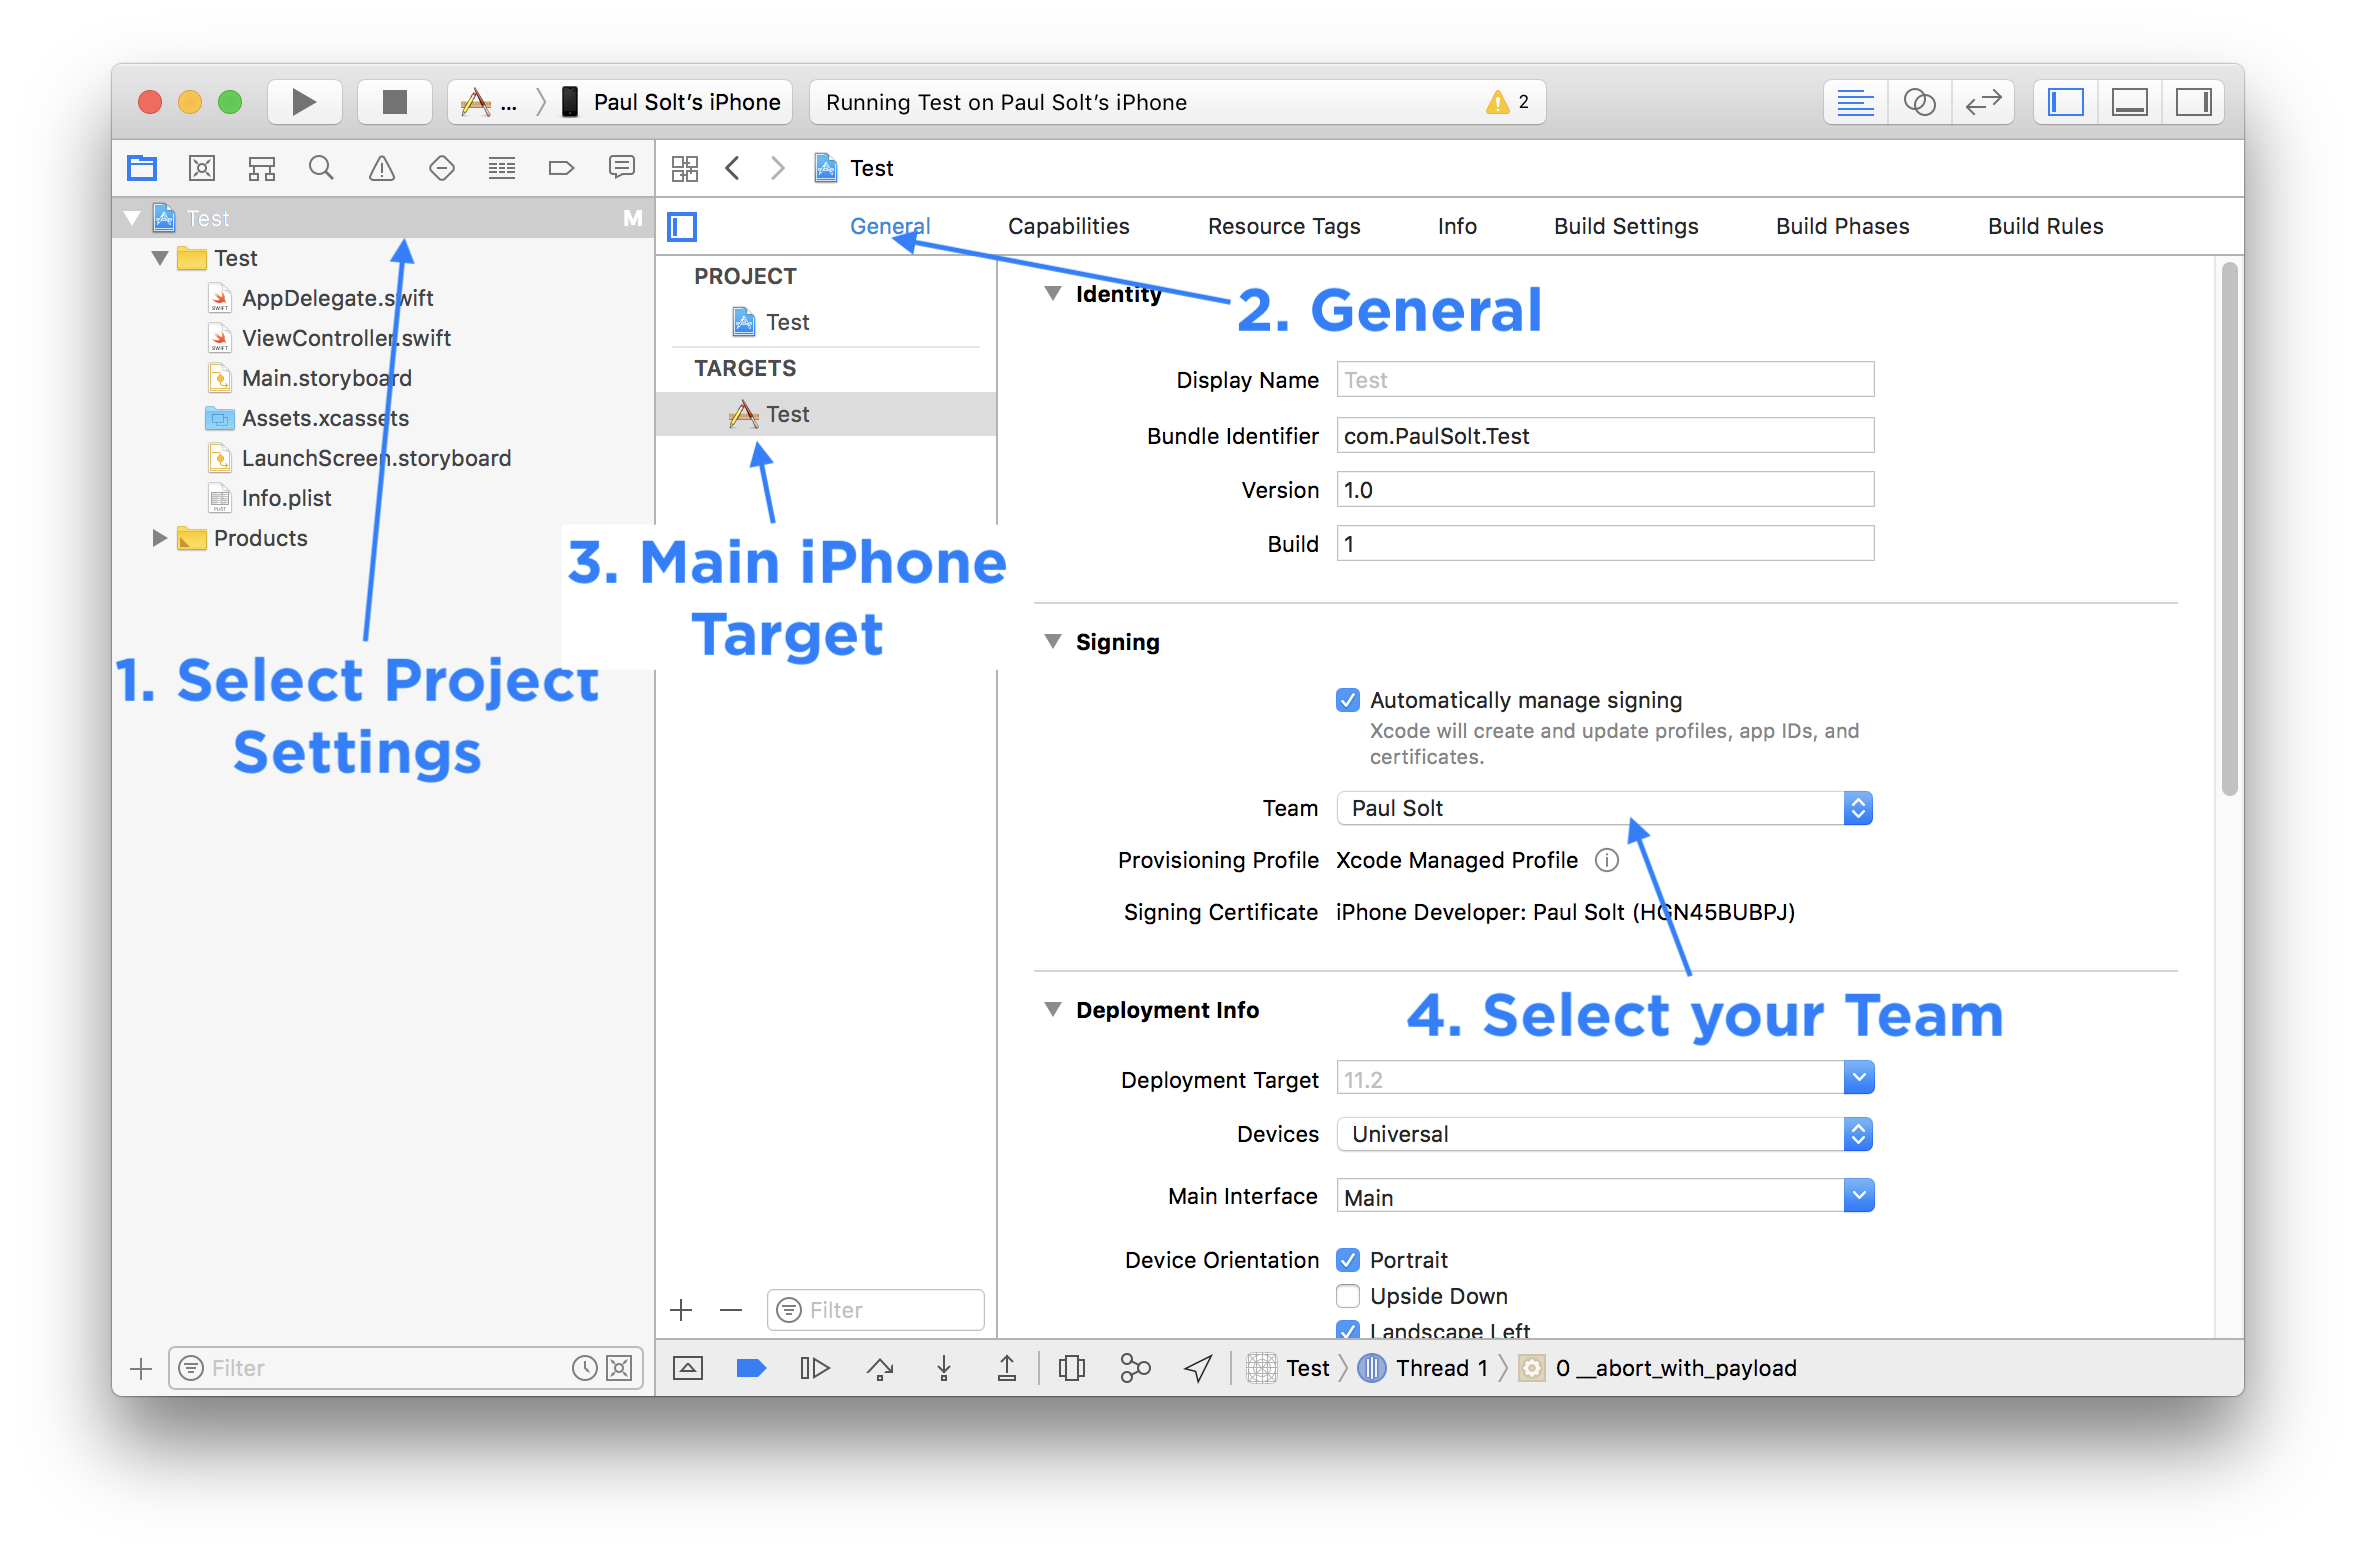 ... Paul Solt’s iPhone
Running Test on Paul Solt’s iPhone
2
Test
Test M
General Capabilities Resource Tags Info Build Settings Build Phases Build Rules
Test
AppDelegate.swift
ViewController.swift
Main.storyboard
Assets.xcassets
LaunchScreen.storyboard
Info.plist
Products
1. Select Project
Settings
PROJECT
Test
TARGETS
Test
3. Main iPhone
Target
Identity
2. General
Display Name Test
Bundle Identifier com.PaulSolt.Test
Version 1.0
Build 1
Signing
Automatically manage signing
Xcode will create and update profiles, app IDs, and
certificates.
Team Paul Solt
Provisioning Profile Xcode Managed Profile
Signing Certificate iPhone Developer: Paul Solt (HGN45BUBPJ)
4. Select your Team
Deployment Info
Deployment Target 11.2
Devices Universal
Main Interface Main
Device Orientation Portrait
Upside Down
Landscape Left
Filter
Filter
Test Thread 1 0 __abort_with_payload